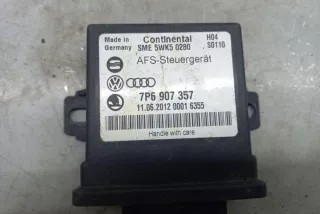 Made in Germany
Continental
SME 5WK5 0280
H04
S0110
AFS-Steuergerät
7P6 907 357
11.06.2012 0001 6355
Handle with care